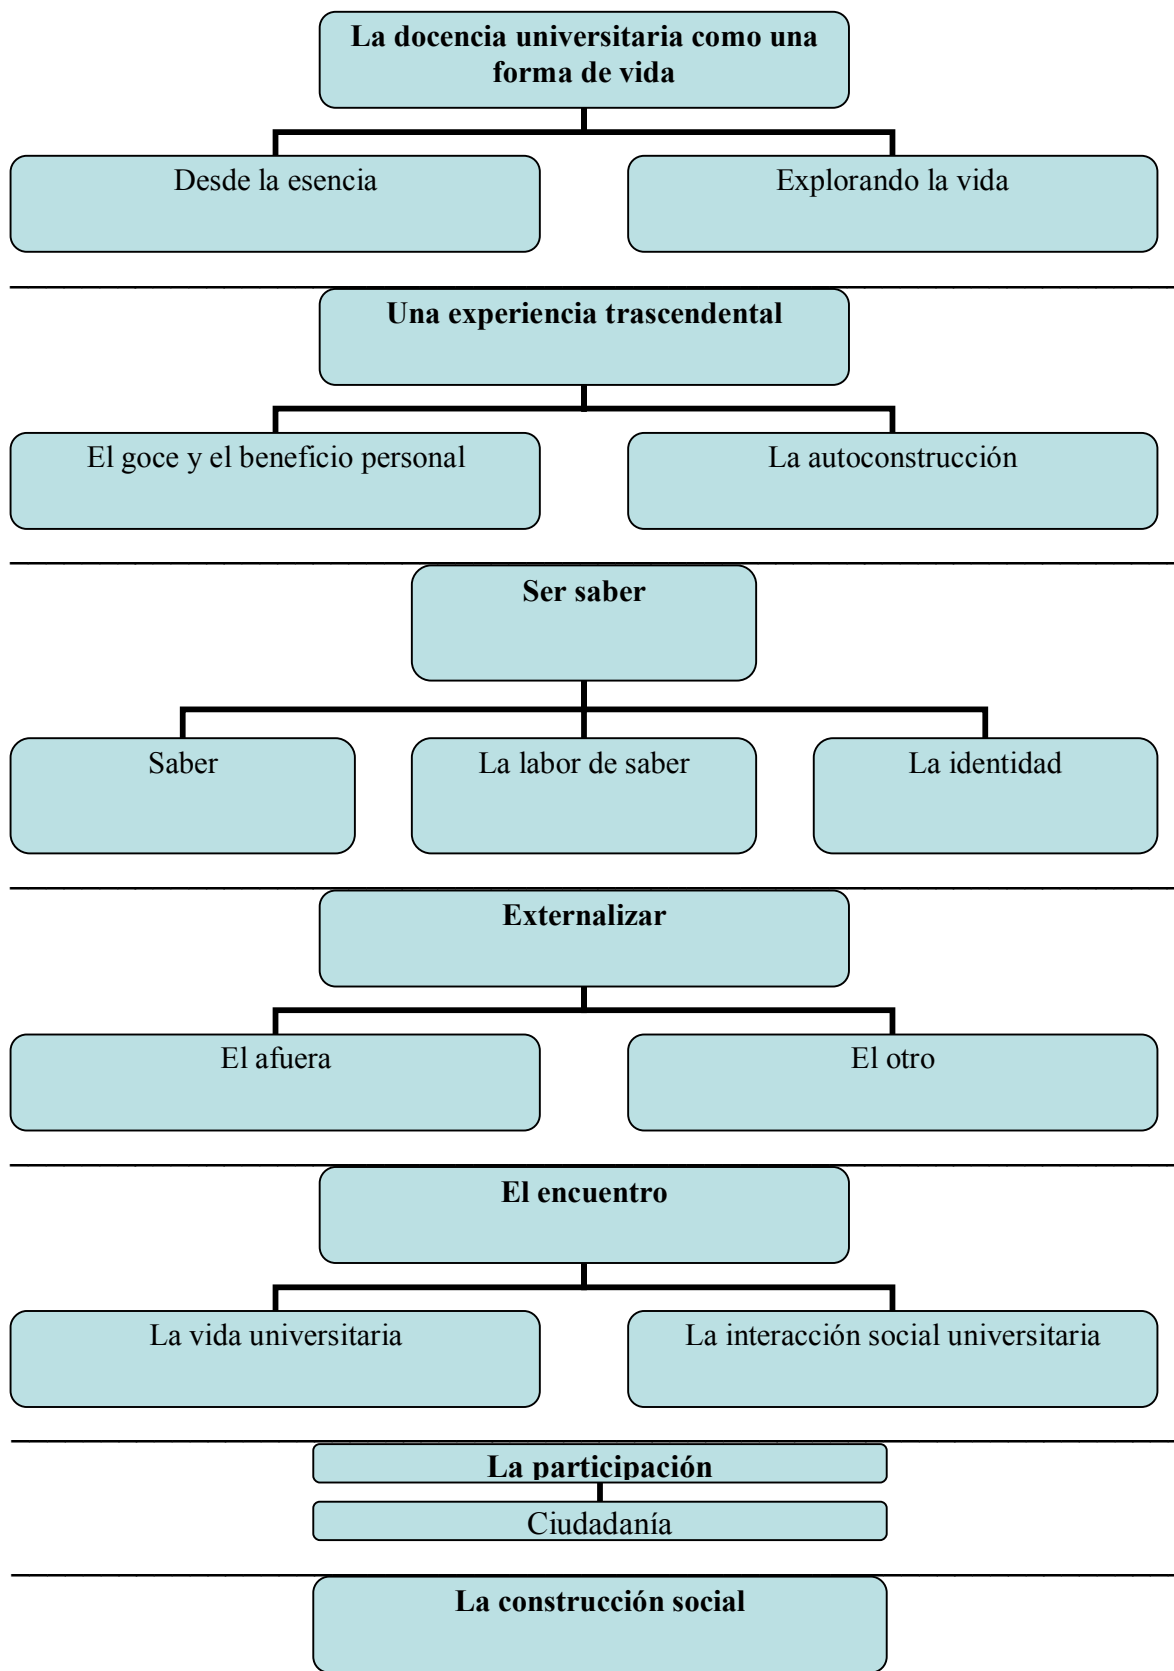 La docencia universitaria como una
forma de vida
Desde la esencia
Explorando la vida
Una experiencia trascendental
El goce y el beneficio personal
La autoconstrucción
Ser saber
Saber
La labor de saber
La identidad
Externalizar
El afuera
El otro
El encuentro
La vida universitaria
La interacción social universitaria
La participación
Ciudadanía
La construcción social